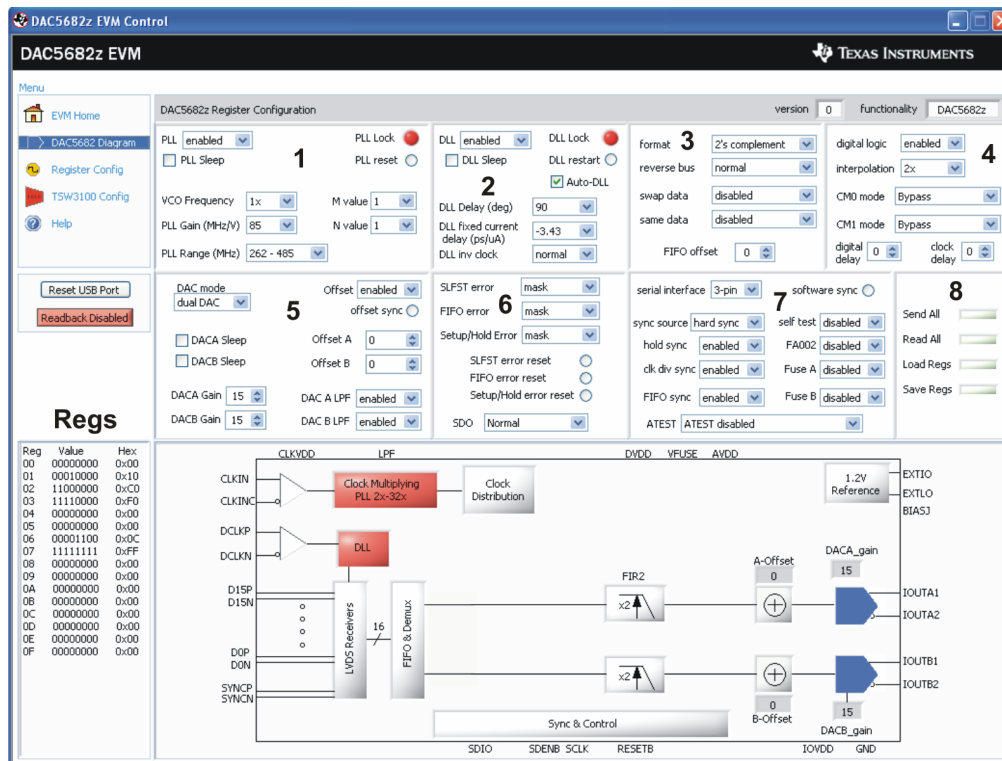 DAC5682z EVM Control
DAC5682z EVM
TEXAS INSTRUMENTS
Menu
EVM Home
DAC5682 Diagram
Register Config
TSW3100 Config
Help
Reset USB Port
Readback Disabled
DAC5682z Register Configuration
version 0 functionality DAC5682z
PLL enabled PLL Lock
PLL Sleep 1 PLL reset
VCO Frequency 1x M value 1
PLL Gain (MHz/V) 85 N value 1
PLL Range (MHz) 262 - 485
DLL enabled DLL Lock
DLL Sleep DLL restart
2 Auto-DLL
DLL Delay (deg) 90
DLL fixed current
delay (ps/uA) -3.43
DLL inv clock normal
format 3 2's complement
reverse bus normal
swap data disabled
same data disabled
FIFO offset 0
digital logic enabled
interpolation 2x 4
CM0 mode Bypass
CM1 mode Bypass
digital delay 0 clock delay 0
DAC mode
dual DAC
5
Offset enabled
offset sync
DACA Sleep Offset A 0
DACB Sleep Offset B 0
DACA Gain 15 DAC A LPF enabled
DACB Gain 15 DAC B LPF enabled
SLFST error mask
FIFO error 6 mask
Setup/Hold Error mask
SLFST error reset
FIFO error reset
Setup/Hold error reset
SDO Normal
serial interface 3-pin 7 software sync
sync source hard sync self test disabled
hold sync enabled FA002 disabled
clk div sync enabled Fuse A disabled
FIFO sync enabled Fuse B disabled
ATEST ATEST disabled
8
Send All
Read All
Load Regs
Save Regs
Regs
Reg Value Hex
00 00000000 0x00
01 00010000 0x10
02 11000000 0xC0
03 11110000 0xF0
04 00000000 0x00
05 00000000 0x00
06 00001100 0x0C
07 11111111 0xFF
08 00000000 0x00
09 00000000 0x00
0A 00000000 0x00
0B 00000000 0x00
0C 00000000 0x00
0D 00000000 0x00
0E 00000000 0x00
0F 00000000 0x00
CLKVDD LPF DVDD VFUSE AVDD
CLKIN
CLKINC
Clock Multiplying
PLL 2x-32x
Clock
Distribution
1.2V
Reference
EXTIO
EXTLO
BIASJ
DCLKP
DCLKN
DLL
D15P
D15N
D0P
D0N
SYNCP
SYNCN
LVDS Receivers
16
FIFO & Demux
FIR2
x2
x2
A-Offset
0
0
B-Offset
DACA_gain
15
IOUTA1
IOUTA2
IOUTB1
IOUTB2
15
DACB_gain
Sync & Control
SDIO SDENB SCLK RESETB IOVDD GND